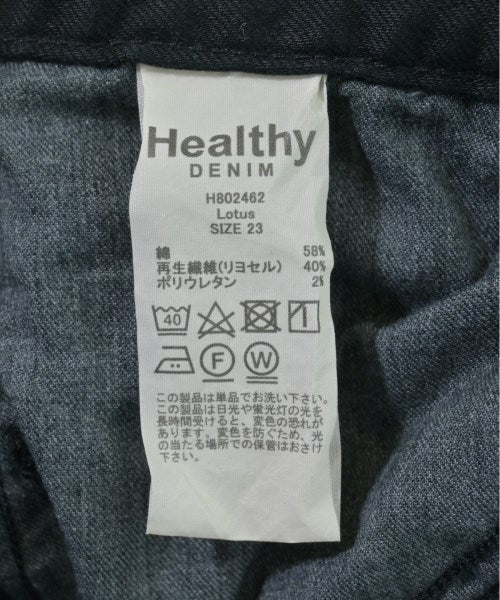 Healthy
DENIM
H802462
Lotus
SIZE 23
綿 58%
再生繊維(リヨセル) 40%
ポリウレタン 2%
40
F W
この製品は単品でお洗い下さい。
この製品は日光や蛍光灯の光を
長時間受けると、変色の恐れが
あります。変色を防ぐため、光
の当たる場所での保管はおさけ
下さい。